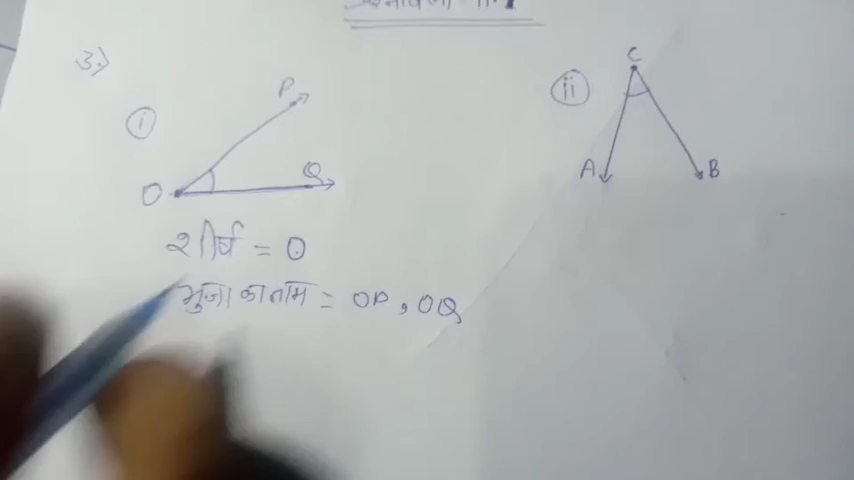 3.)
i
P
O
Q
शीर्ष = O
भुजा का नाम = OP, OQ
ii
C
A
B